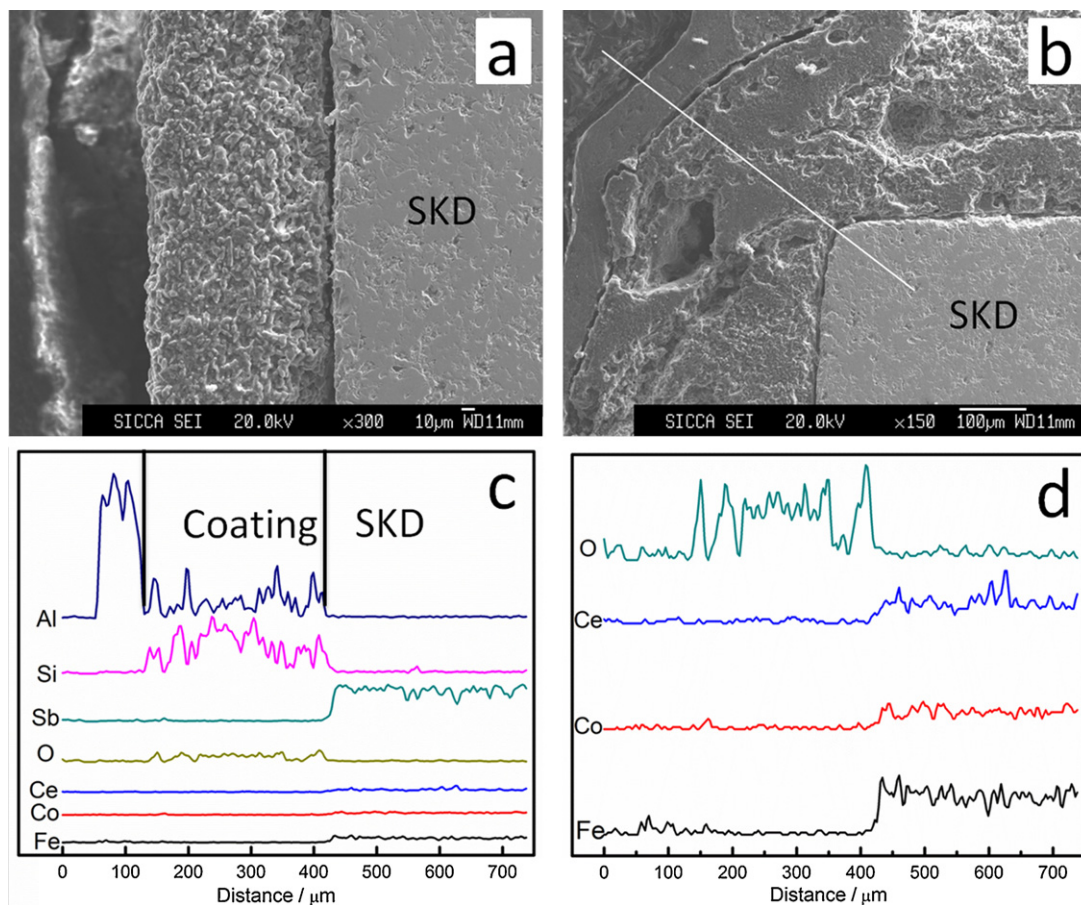 a
SKD
SICCA SEI 20.0kV ×300 10µm WD11mm
b
SKD
SICCA SEI 20.0kV ×150 100µm WD11mm
c
Coating SKD
Al
Si
Sb
O
Ce
Co
Fe
0 100 200 300 400 500 600 700
Distance / µm
d
O
Ce
Co
Fe
0 100 200 300 400 500 600 700
Distance / µm